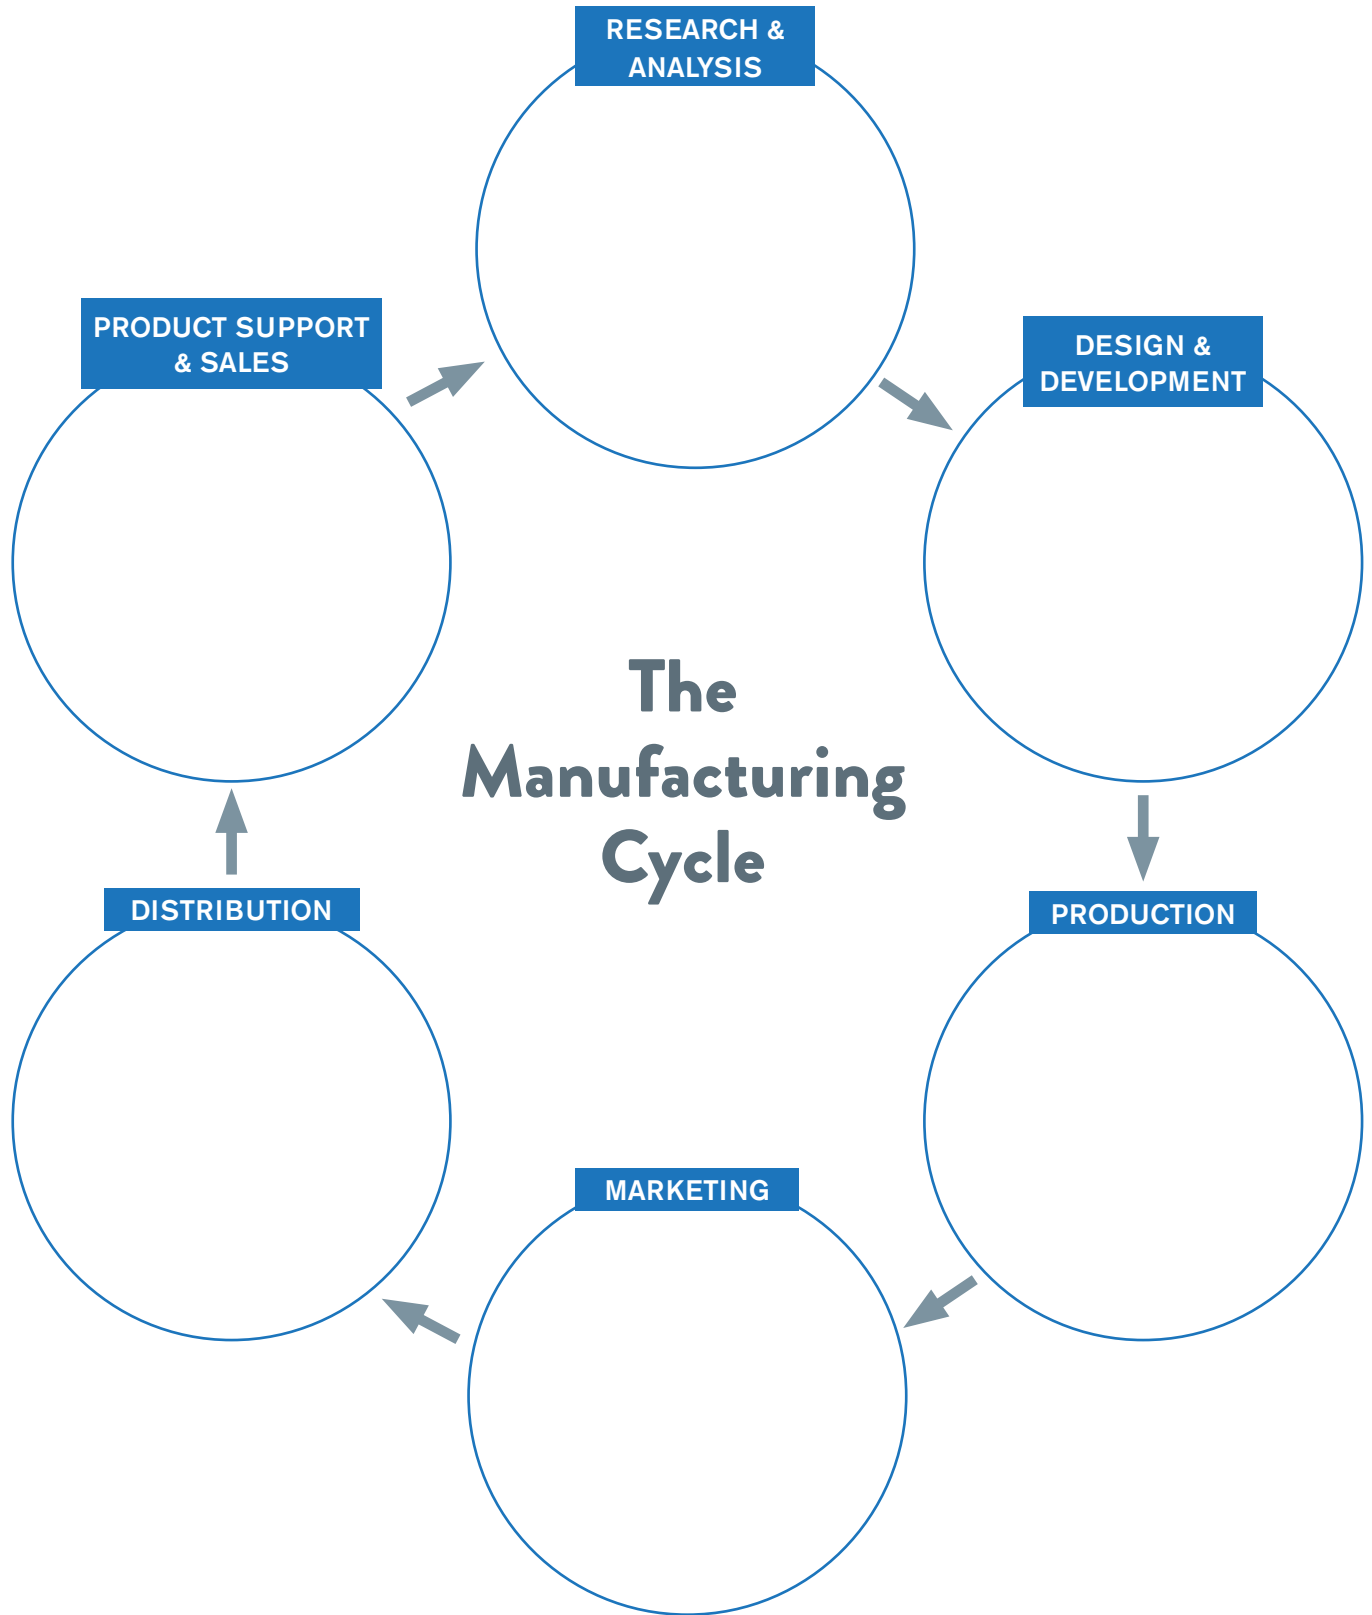 RESEARCH &
ANALYSIS
PRODUCT SUPPORT
& SALES
DESIGN &
DEVELOPMENT
The
Manufacturing
Cycle
DISTRIBUTION
PRODUCTION
MARKETING